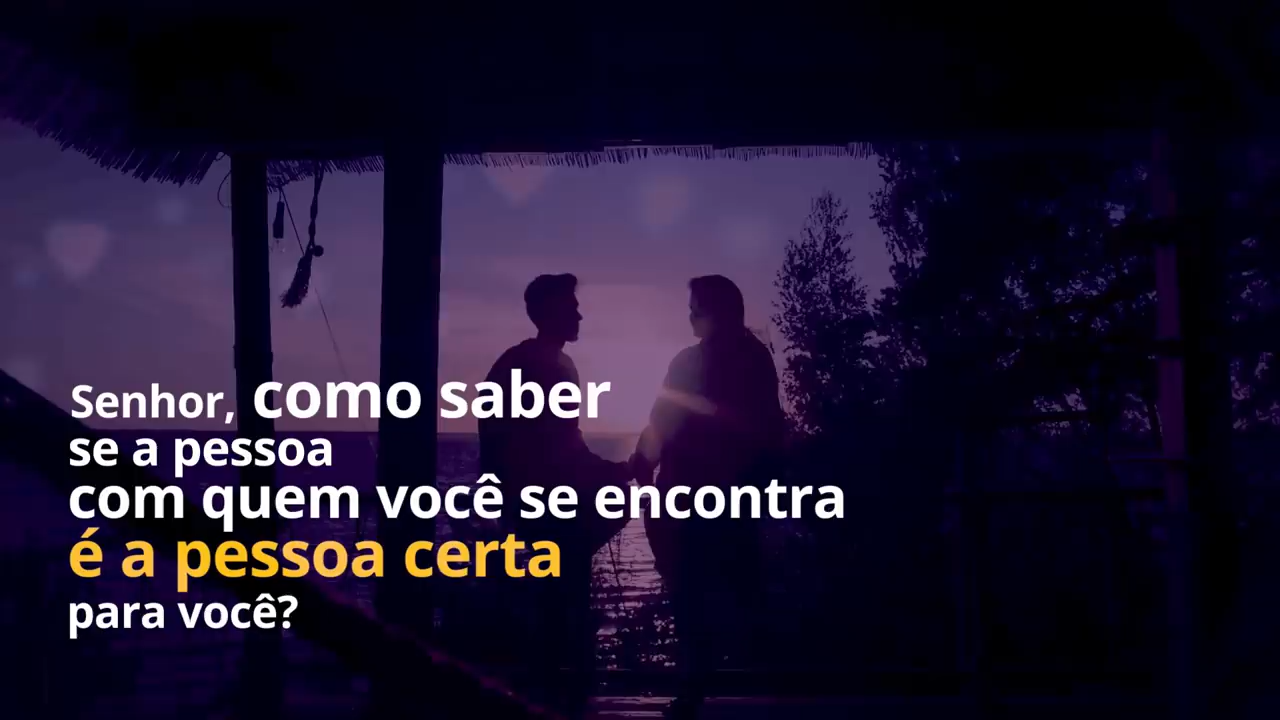 Senhor, como saber
se a pessoa
com quem você se encontra
é a pessoa certa
para você?